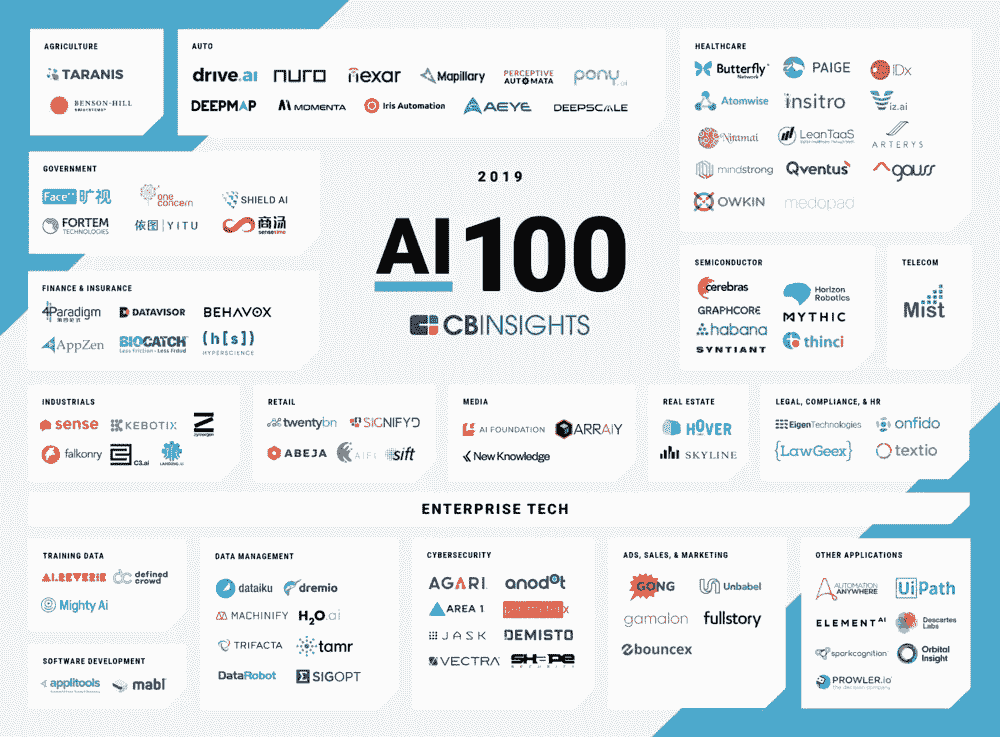 AGRICULTURE
TARANIS
BENSON-HILL
AUTO
drive.ai nuro nexar Mapillary PERCEPTIVE AUTOMATA pony.ai
DEEPMAP MOMENTA Iris Automation AEYE DEEPSCALE
HEALTHCARE
Butterfly Network PAIGE IDx
Atomwise insitro Viz.ai
Niramai LeanTaaS ARTERYS
mindstrong Qventus gauss
OWKIN medopad
GOVERNMENT
Face++ 旷视 one concern SHIELD AI
FORTEM TECHNOLOGIES 依图 YITU 商汤 sensetime
2019
AI 100
CBINSIGHTS
FINANCE & INSURANCE
4Paradigm 第四范式 DATAVISOR BEHAVOX
AppZen BIOCATCH Less Friction - Less Fraud (h[s]) HYPERSCIENCE
SEMICONDUCTOR
cerebras Horizon Robotics
GRAPHCORE MYTHIC
habana thinci
SYNTIANT
TELECOM
Mist
INDUSTRIALS
sense KEBOTIX zymergen
falkonry C3.ai
RETAIL
twentybn SIGNIFYD
ABEJA AIFI sift
MEDIA
AI FOUNDATION ARRAIY
New Knowledge
REAL ESTATE
HOVER
SKYLINE
LEGAL, COMPLIANCE, & HR
EigenTechnologies onfido
{LawGeex} textio
ENTERPRISE TECH
TRAINING DATA
AI.REVERIE dc defined crowd
Mighty Ai
SOFTWARE DEVELOPMENT
applitools mabl
DATA MANAGEMENT
dataiku dremio
MACHINIFY H2O.ai
TRIFACTA tamr
DataRobot SIGOPT
CYBERSECURITY
AGARI anodot
AREA 1
JASK DEMISTO
VECTRA SHAPE SECURITY
ADS, SALES, & MARKETING
GONG Unbabel
gamalon fullstory
bouncex
OTHER APPLICATIONS
AUTOMATION ANYWHERE UiPath
ELEMENT AI Descartes Labs
sparkcognition Orbital Insight
PROWLER.io
The decision company